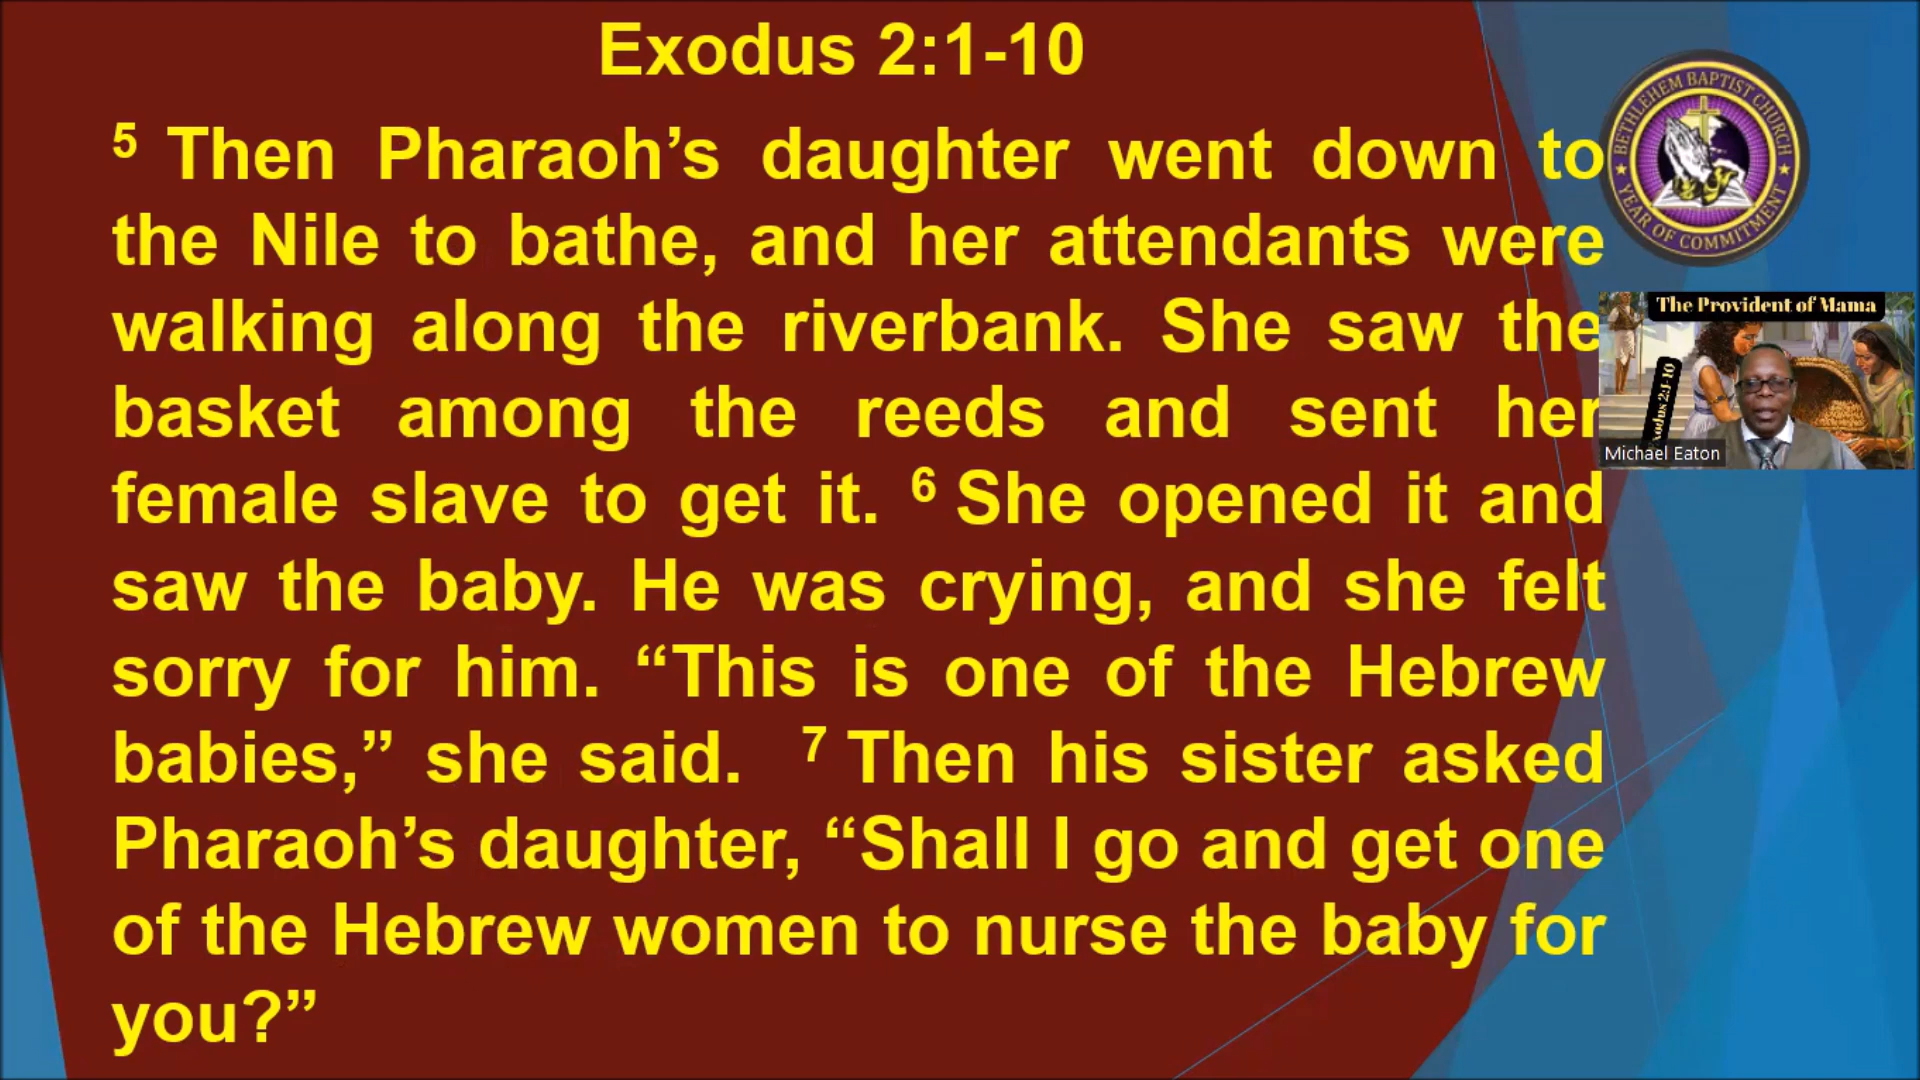 Exodus 2:1-10
5 Then Pharaoh’s daughter went down to
the Nile to bathe, and her attendants were
walking along the riverbank. She saw the
basket among the reeds and sent her
female slave to get it. 6 She opened it and
saw the baby. He was crying, and she felt
sorry for him. “This is one of the Hebrew
babies,” she said. 7 Then his sister asked
Pharaoh’s daughter, “Shall I go and get one
of the Hebrew women to nurse the baby for
you?”
BETHLEHEM BAPTIST CHURCH
★ YEAR OF COMMITMENT ★
The Provident of Mama
Exodus 2:1-10
Michael Eaton